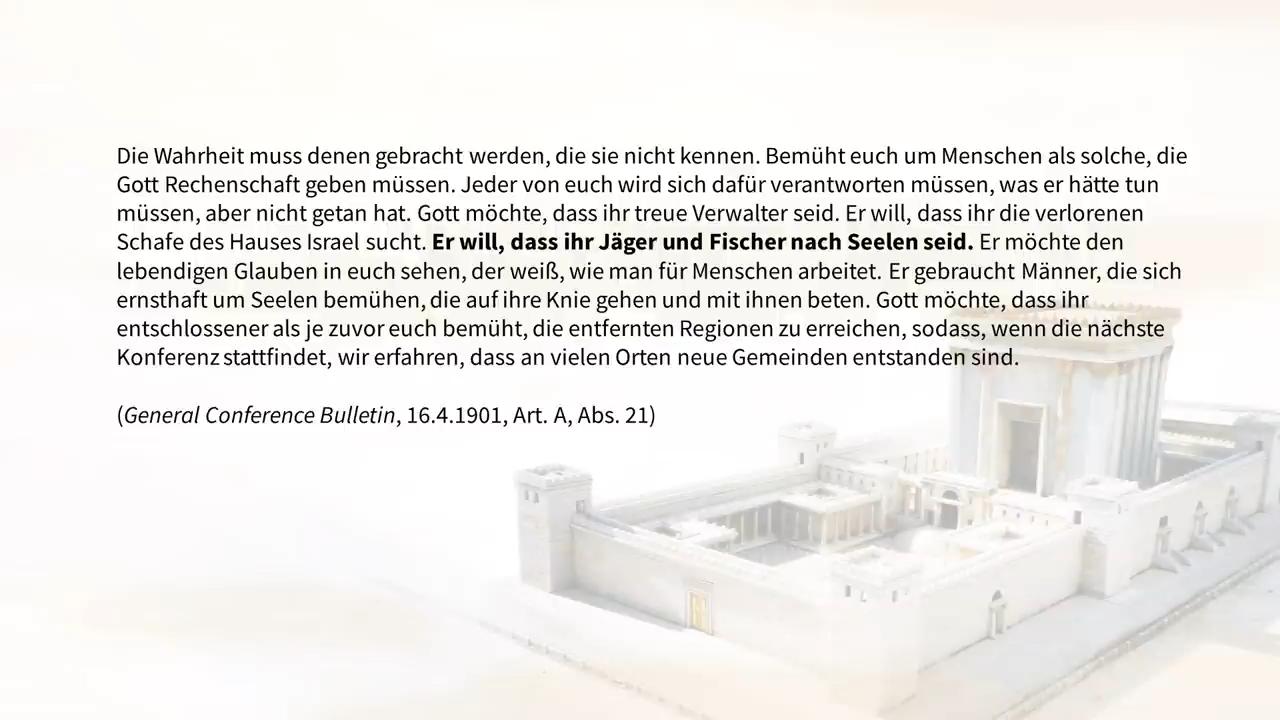 Die Wahrheit muss denen gebracht werden, die sie nicht kennen. Bemüht euch um Menschen als solche, die
Gott Rechenschaft geben müssen. Jeder von euch wird sich dafür verantworten müssen, was er hätte tun
müssen, aber nicht getan hat. Gott möchte, dass ihr treue Verwalter seid. Er will, dass ihr die verlorenen
Schafe des Hauses Israel sucht. Er will, dass ihr Jäger und Fischer nach Seelen seid. Er möchte den
lebendigen Glauben in euch sehen, der weiß, wie man für Menschen arbeitet. Er gebraucht Männer, die sich
ernsthaft um Seelen bemühen, die auf ihre Knie gehen und mit ihnen beten. Gott möchte, dass ihr
entschlossener als je zuvor euch bemüht, die entfernten Regionen zu erreichen, sodass, wenn die nächste
Konferenz stattfindet, wir erfahren, dass an vielen Orten neue Gemeinden entstanden sind.
(General Conference Bulletin, 16.4.1901, Art. A, Abs. 21)